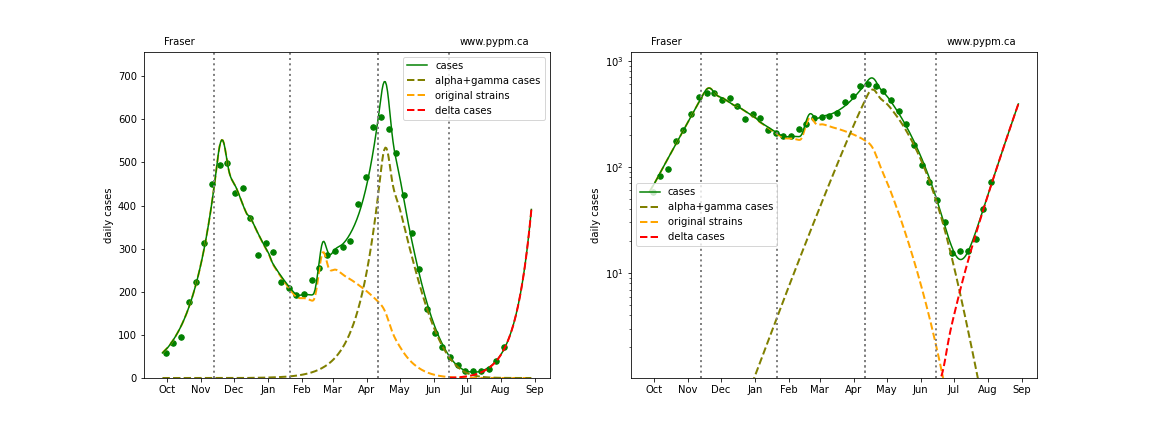 Fraser www.pypm.ca
700
600
500
400
300
200
100
0
daily cases
cases
alpha+gamma cases
original strains
delta cases
Oct Nov Dec Jan Feb Mar Apr May Jun Jul Aug Sep
Fraser www.pypm.ca
10³
10²
10¹
daily cases
cases
alpha+gamma cases
original strains
delta cases
Oct Nov Dec Jan Feb Mar Apr May Jun Jul Aug Sep